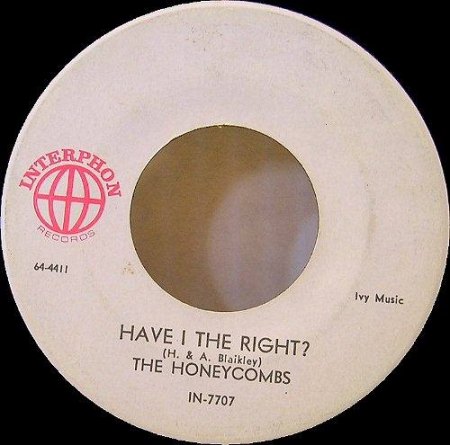 INTERPHON
RECORDS
64-4411
Ivy Music
HAVE I THE RIGHT?
(H. & A. Blaikley)
THE HONEYCOMBS
IN-7707